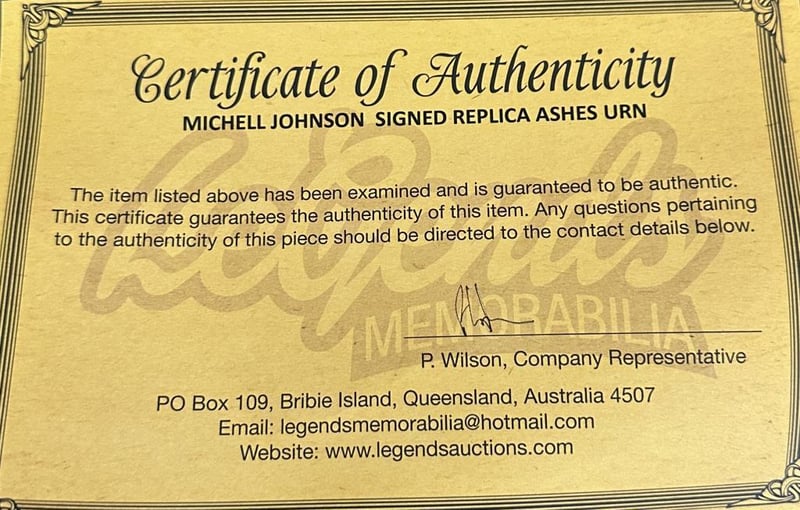 Certificate of Authenticity
MICHELL JOHNSON SIGNED REPLICA ASHES URN
Legends
MEMORABILIA
The item listed above has been examined and is guaranteed to be authentic.
This certificate guarantees the authenticity of this item. Any questions pertaining
to the authenticity of this piece should be directed to the contact details below.
P. Wilson, Company Representative
PO Box 109, Bribie Island, Queensland, Australia 4507
Email: legendsmemorabilia@hotmail.com
Website: www.legendsauctions.com